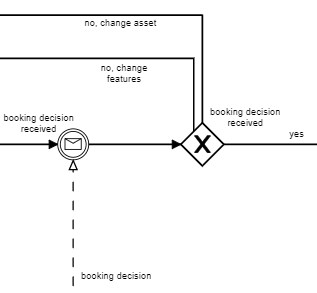 no, change asset
no, change
features
booking decision
received
booking decision
received
yes
booking decision